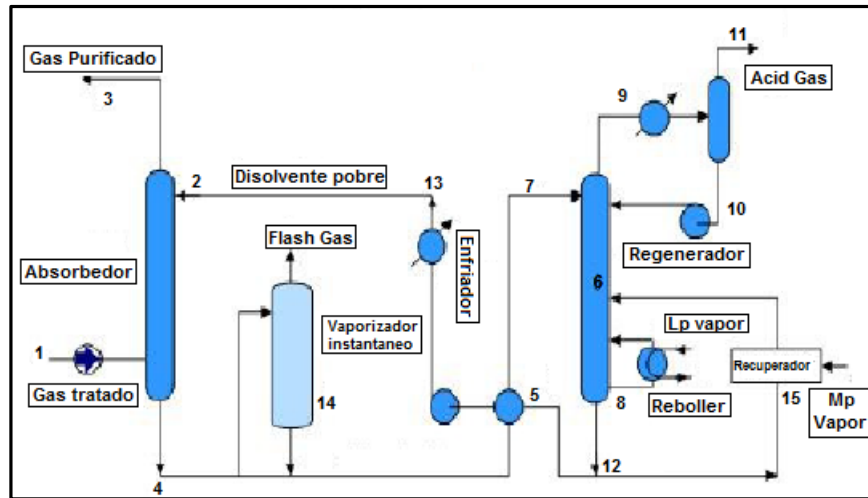 11
Gas Purificado
Acid Gas
3
9
2
Disolvente pobre
13
7
10
Flash Gas
Enfriador
Regenerador
Absorbedor
6
Vaporizador
instantaneo
Lp vapor
1
Recuperador
Gas tratado
14
5
8
Reboller
15
Mp
Vapor
4
12